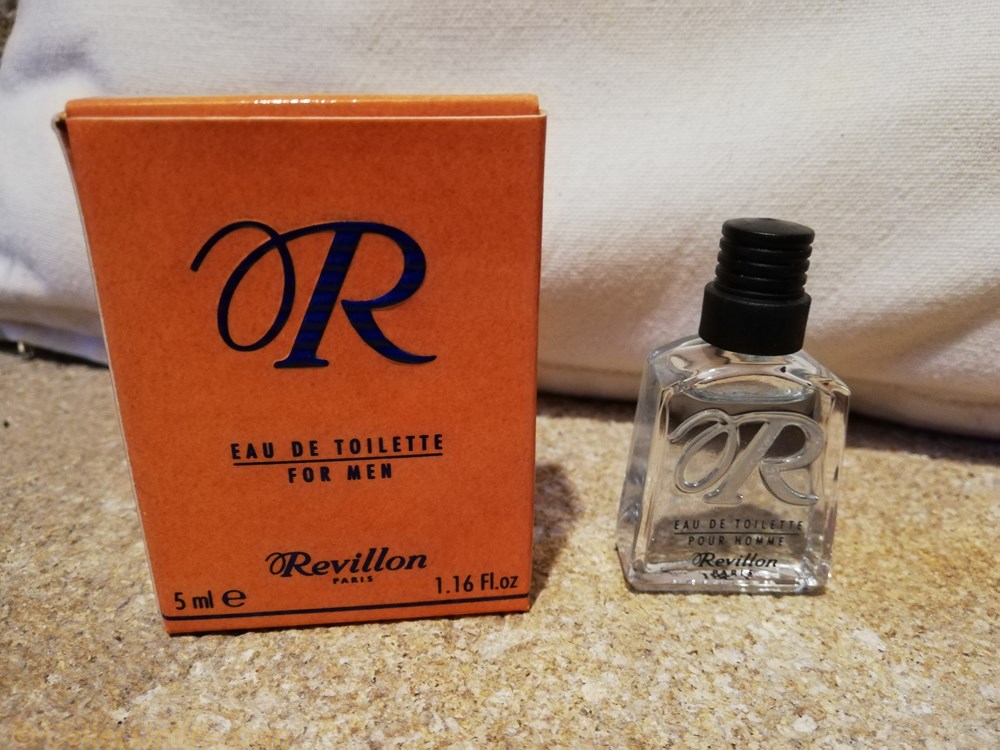 R
EAU DE TOILETTE
FOR MEN
Revillon
PARIS
5 ml e
1.16 Fl.oz
R
EAU DE TOILETTE
POUR HOMME
Revillon
PARIS